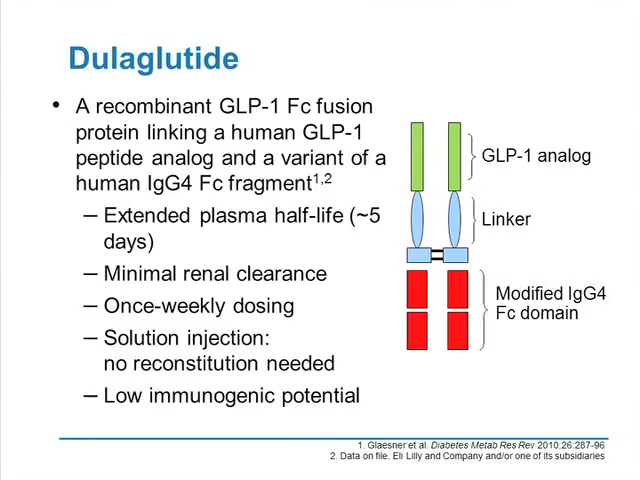 Dulaglutide
• A recombinant GLP-1 Fc fusion
protein linking a human GLP-1
peptide analog and a variant of a
human IgG4 Fc fragment1,2
– Extended plasma half-life (~5
days)
– Minimal renal clearance
– Once-weekly dosing
– Solution injection:
no reconstitution needed
– Low immunogenic potential
GLP-1 analog
Linker
Modified IgG4
Fc domain
1. Glaesner et al. Diabetes Metab Res Rev 2010;26:287-96
2. Data on file, Eli Lilly and Company and/or one of its subsidiaries